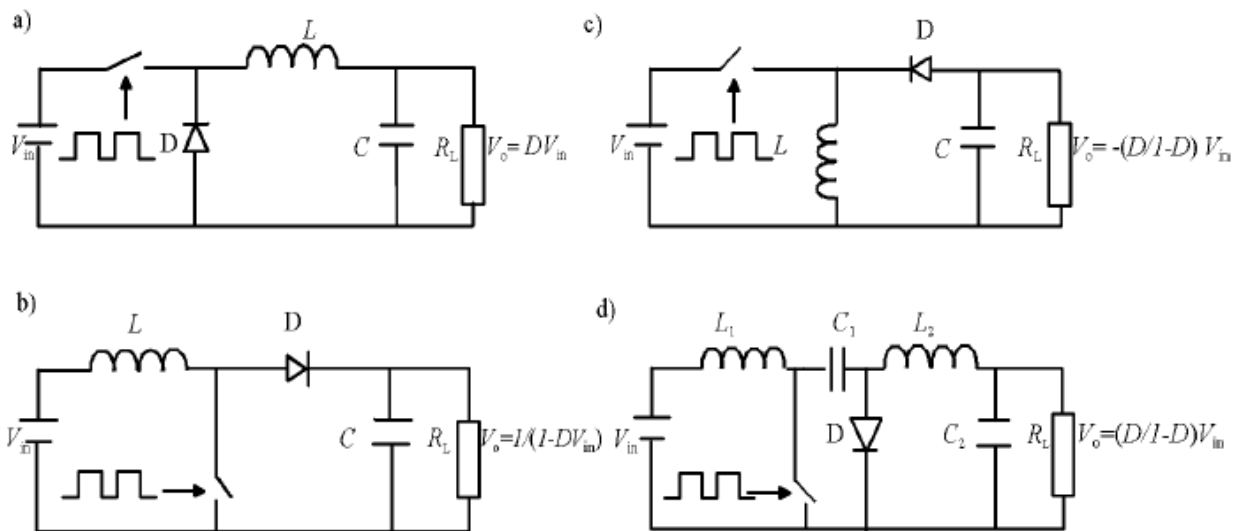 a)
L
V_in
D
C
R_L
V_o= DV_in
c)
D
V_in
L
C
R_L
V_o= -(D/1-D) V_in
b)
L
D
V_in
C
R_L
V_o=1/(1-DV_in)
d)
L_1
C_1
L_2
V_in
D
C_2
R_L
V_o=(D/1-D)V_in